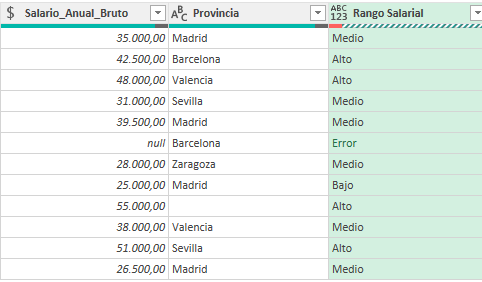 $ Salario_Anual_Bruto ABC Provincia ABC 123 Rango Salarial
35.000,00 Madrid Medio
42.500,00 Barcelona Alto
48.000,00 Valencia Alto
31.000,00 Sevilla Medio
39.500,00 Madrid Medio
null Barcelona Error
28.000,00 Zaragoza Medio
25.000,00 Madrid Bajo
55.000,00 Alto
38.000,00 Valencia Medio
51.000,00 Sevilla Alto
26.500,00 Madrid Medio